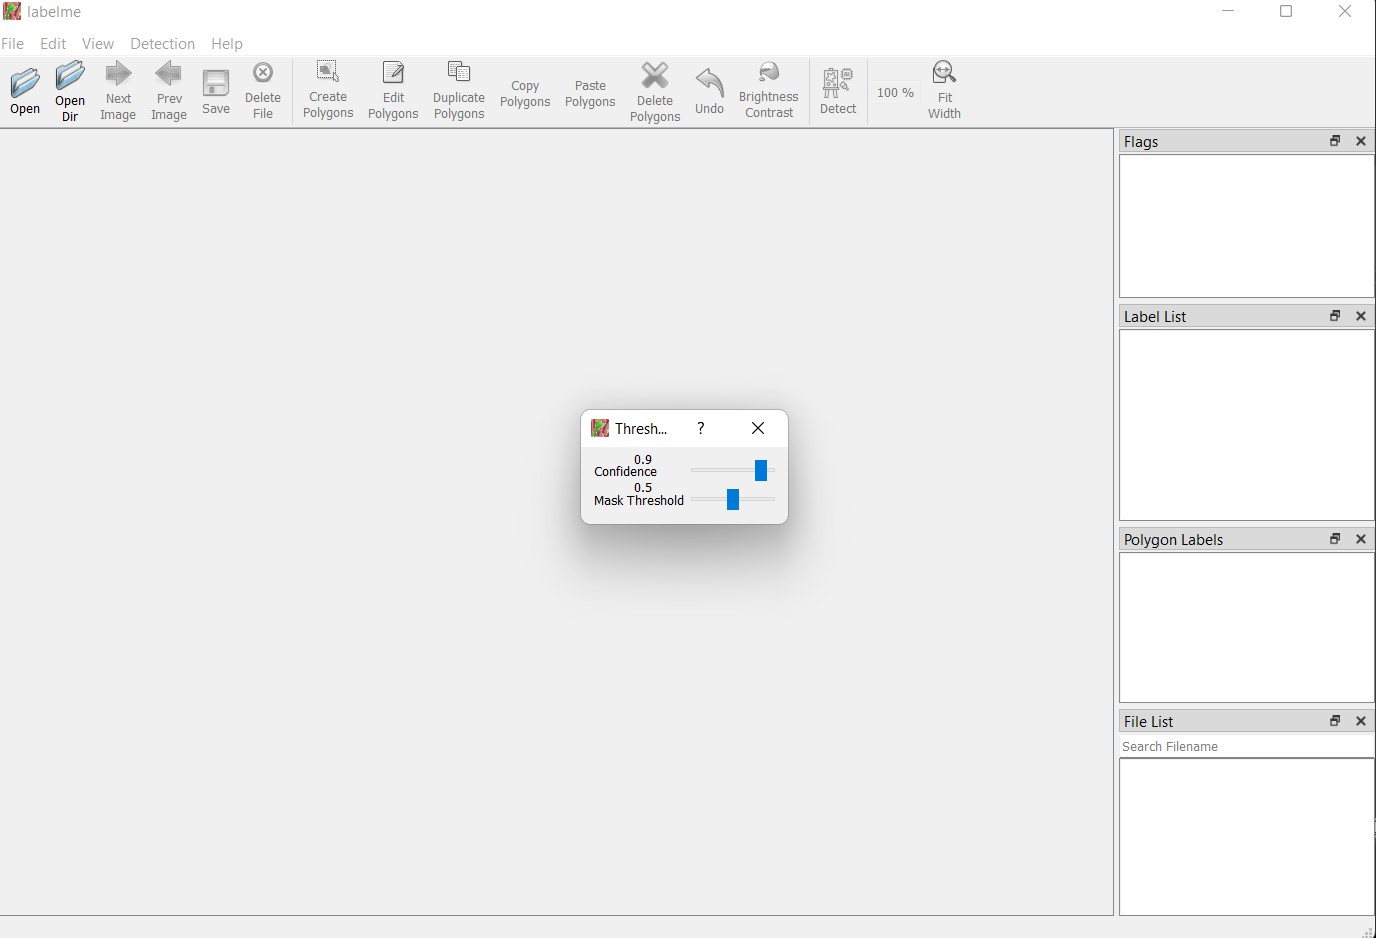 labelme
File Edit View Detection Help
Open
Open
Dir
Next
Image
Prev
Image
Save
Delete
File
Create
Polygons
Edit
Polygons
Duplicate
Polygons
Copy
Polygons
Paste
Polygons
Delete
Polygons
Undo
Brightness
Contrast
Detect
100 %
Fit
Width
Flags
Label List
Polygon Labels
File List
Search Filename
Thresh... ?
0.9
Confidence
0.5
Mask Threshold